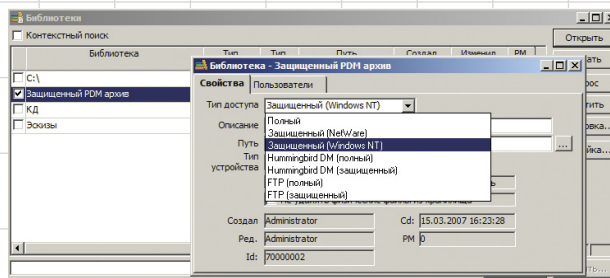 Библиотеки
Контекстный поиск
Открыть
Библиотека Тип Тип Путь Создал Изменил РМ
C:\
Защищенный PDM архив
КД
Эскизы
Библиотека - Защищенный PDM архив
Свойства Пользователи
Тип доступа Защищенный (Windows NT)
Описание
Путь ...
Тип устройства
Полный
Защищенный (NetWare)
Защищенный (Windows NT)
Hummingbird DM (полный)
Hummingbird DM (защищенный)
FTP (полный)
FTP (защищенный)
Создал Administrator Cd: 15.03.2007 16:23:28
Ред. Administrator РМ 0
Id: 70000002